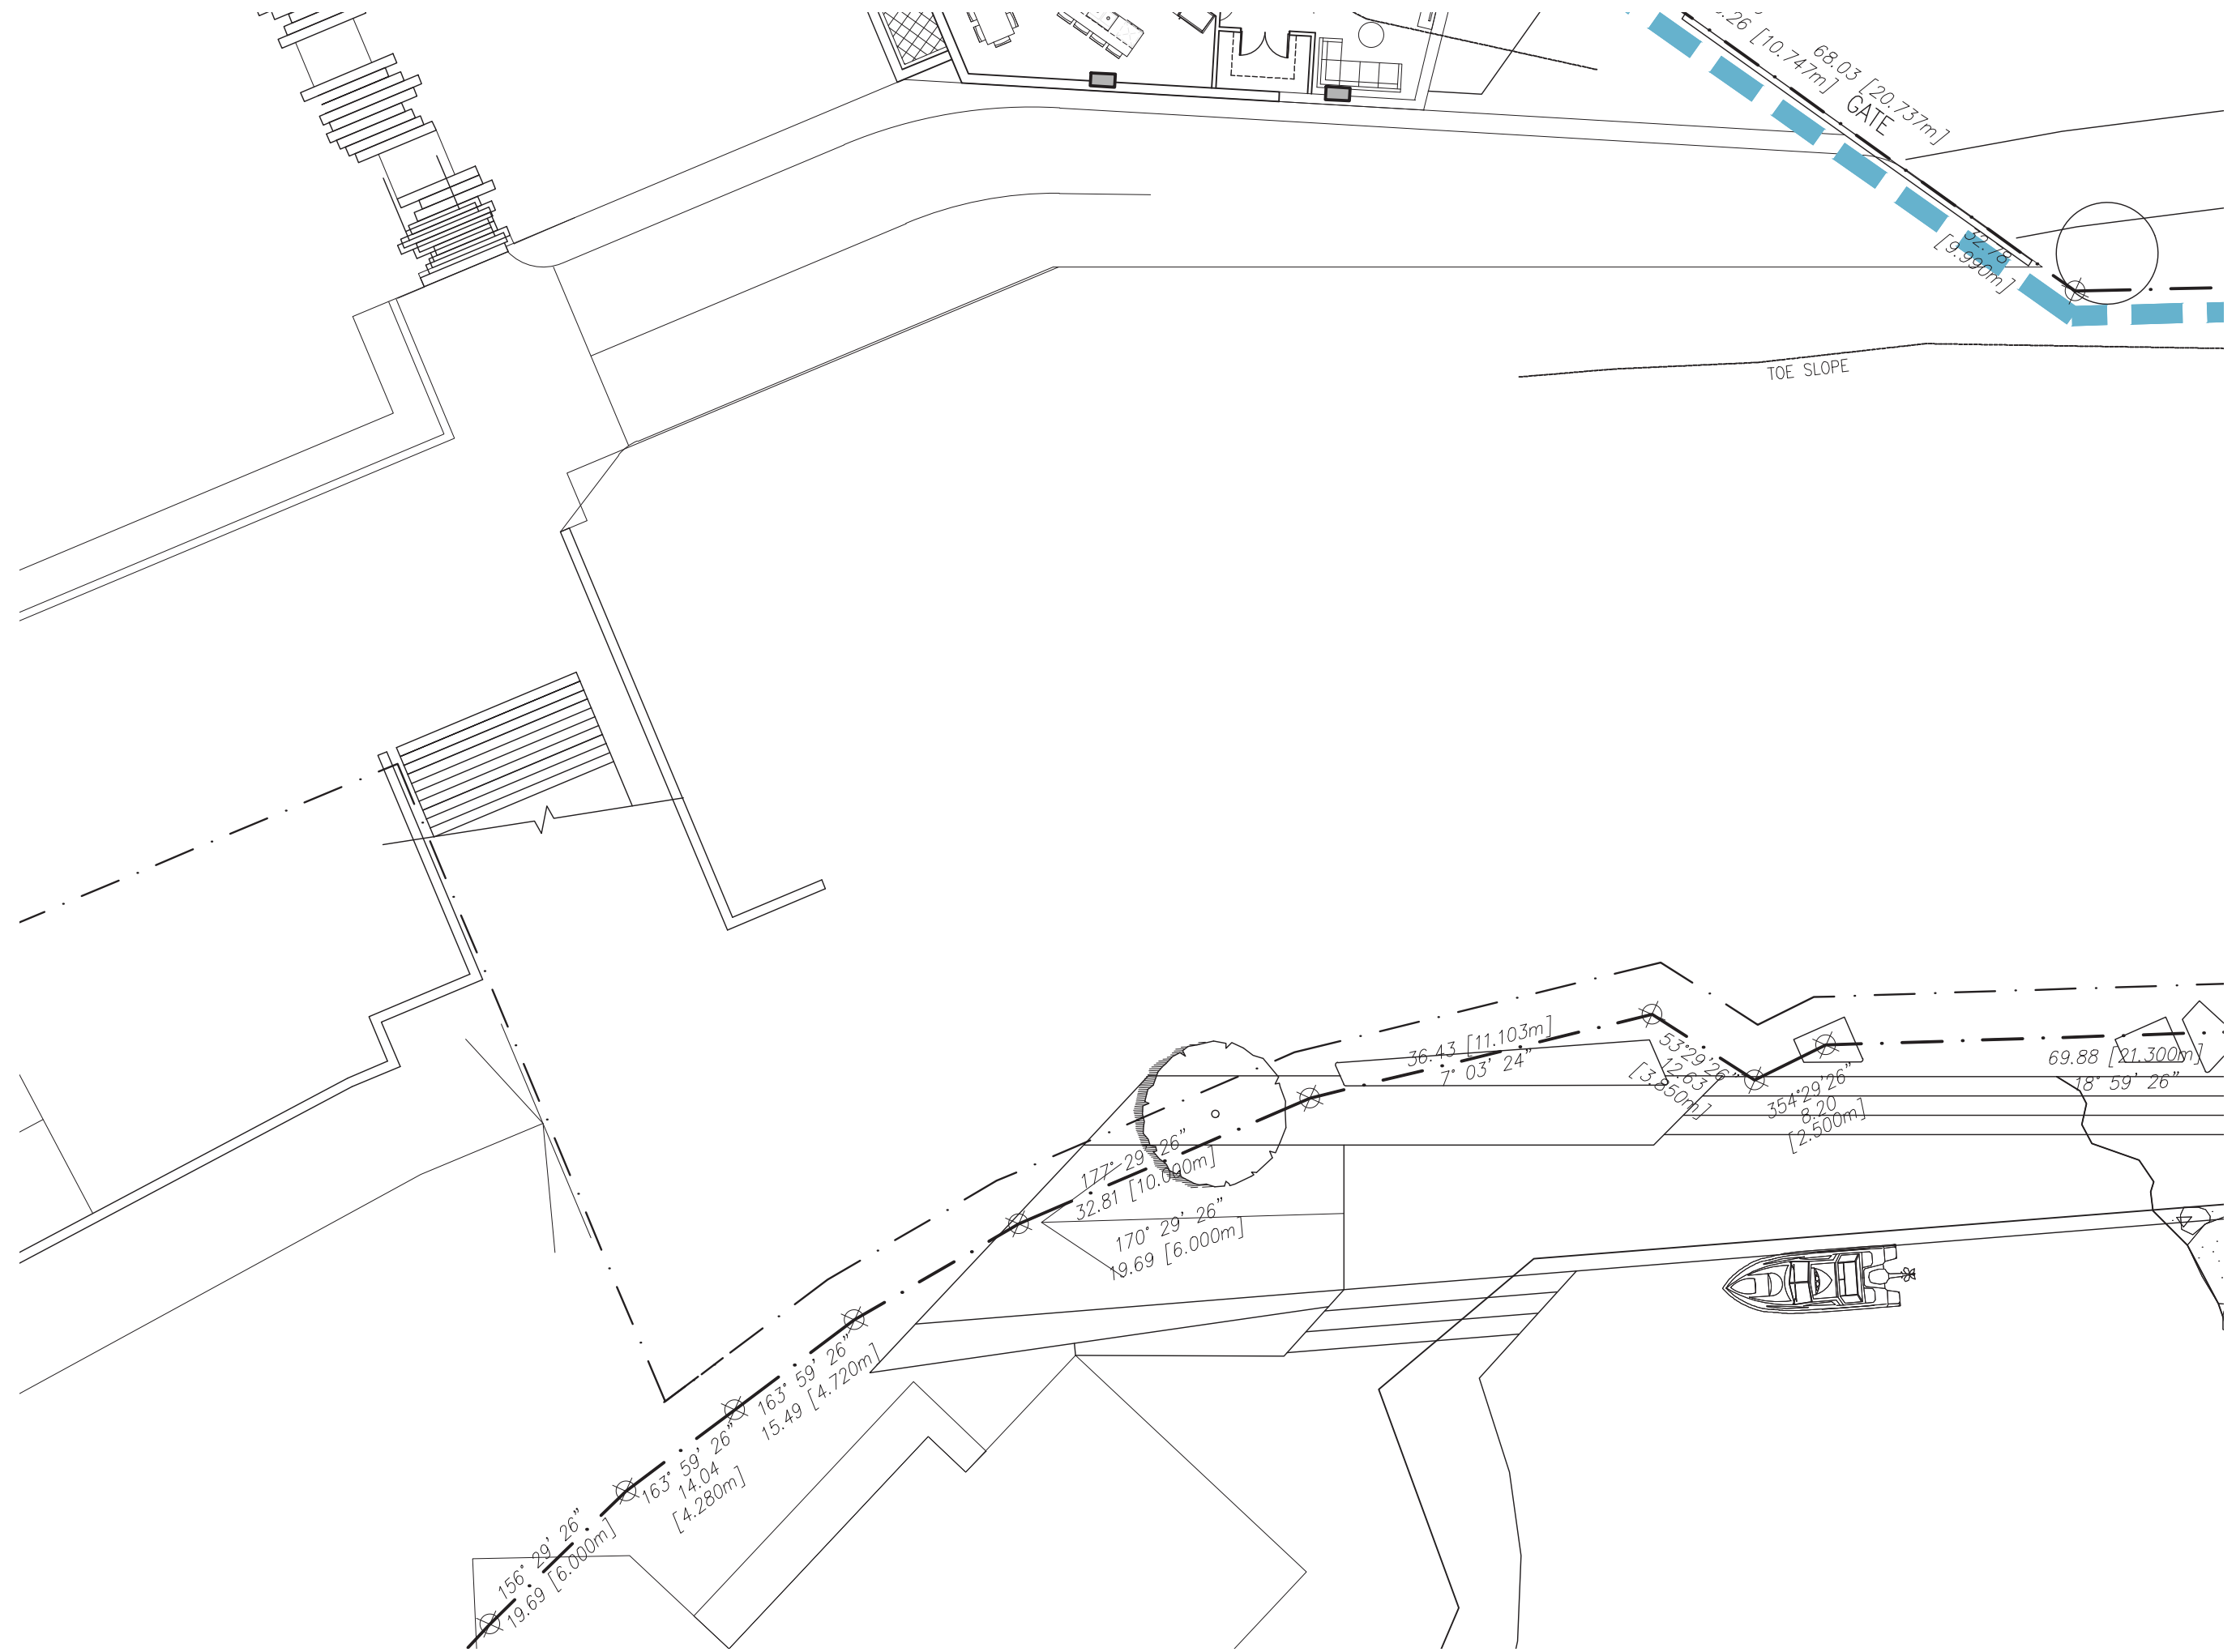 .26 [10.747m]
68.03 [20.737m]
GATE
52.78
[9.990m]
TOE SLOPE
36.43 [11.103m]
7° 03' 24"
53°29'26"
12.63
[3.850m]
354°29'26"
8.20
[2.500m]
69.88 [21.300m]
18° 59' 26"
177° 29' 26"
32.81 [10.000m]
170° 29' 26"
19.69 [6.000m]
163° 59' 26"
15.49 [4.720m]
163° 59' 26"
14.04
[4.280m]
156° 29' 26"
19.69 [6.000m]